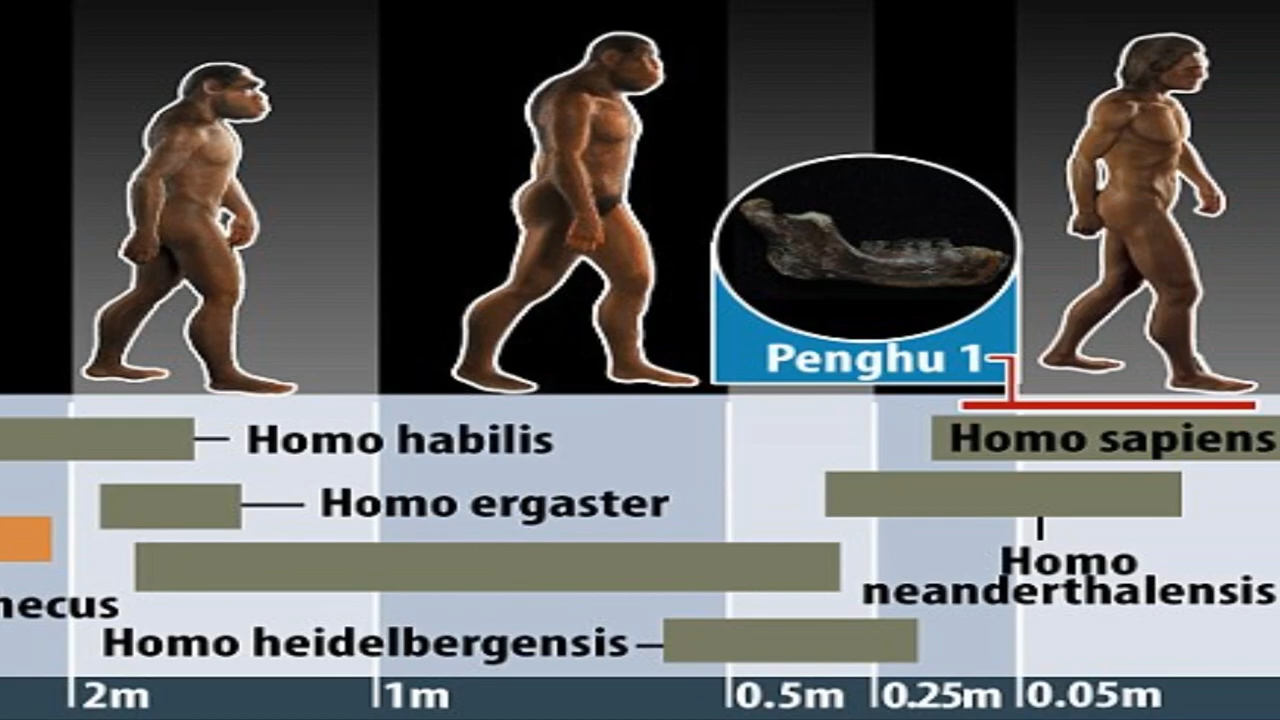 Penghu 1
Homo habilis
Homo sapiens
Homo ergaster
Homo
neanderthalensis
necus
Homo heidelbergensis
2m
1m
0.5m
0.25m
0.05m